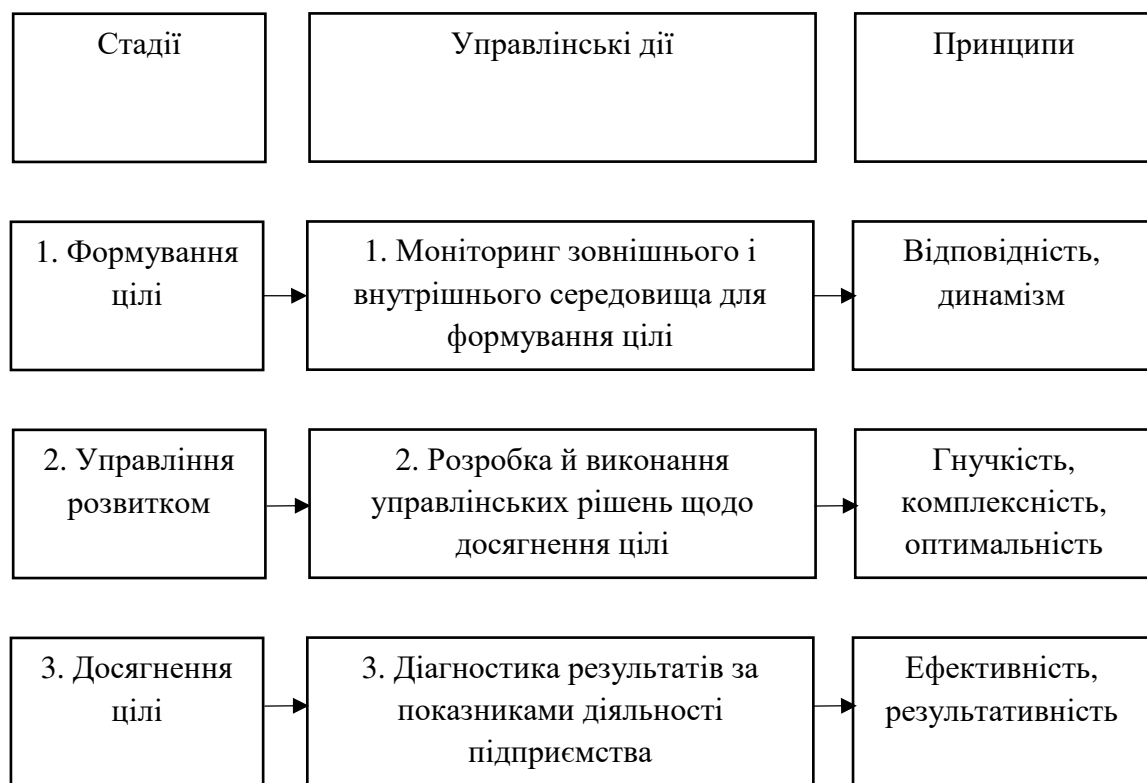 Стадії
Управлінські дії
Принципи
1. Формування
цілі
1. Моніторинг зовнішнього і
внутрішнього середовища для
формування цілі
Відповідність,
динамізм
2. Управління
розвитком
2. Розробка й виконання
управлінських рішень щодо
досягнення цілі
Гнучкість,
комплексність,
оптимальність
3. Досягнення
цілі
3. Діагностика результатів за
показниками діяльності
підприємства
Ефективність,
результативність